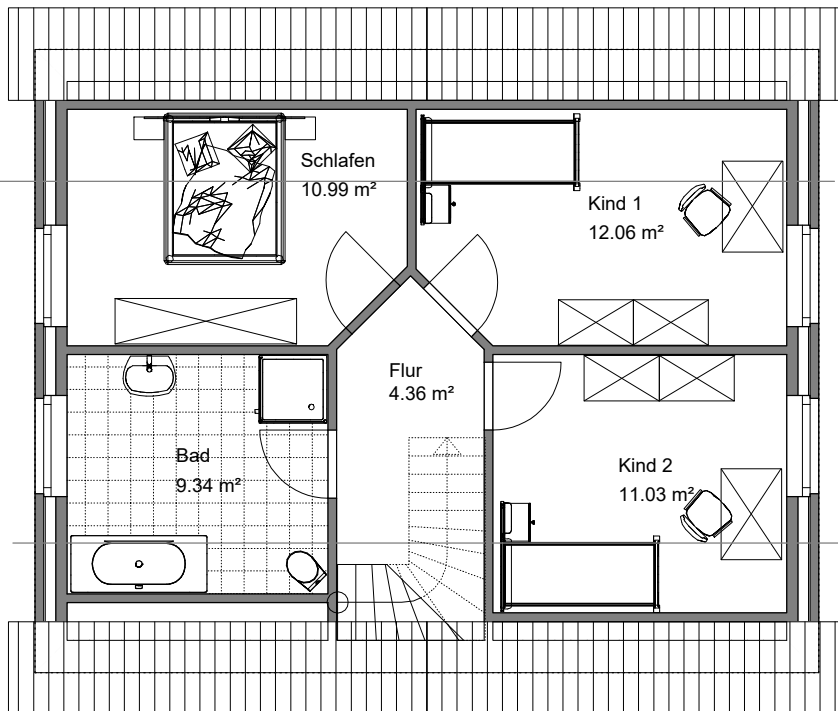 Schlafen
10.99 m²
Kind 1
12.06 m²
Flur
4.36 m²
Bad
9.34 m²
Kind 2
11.03 m²